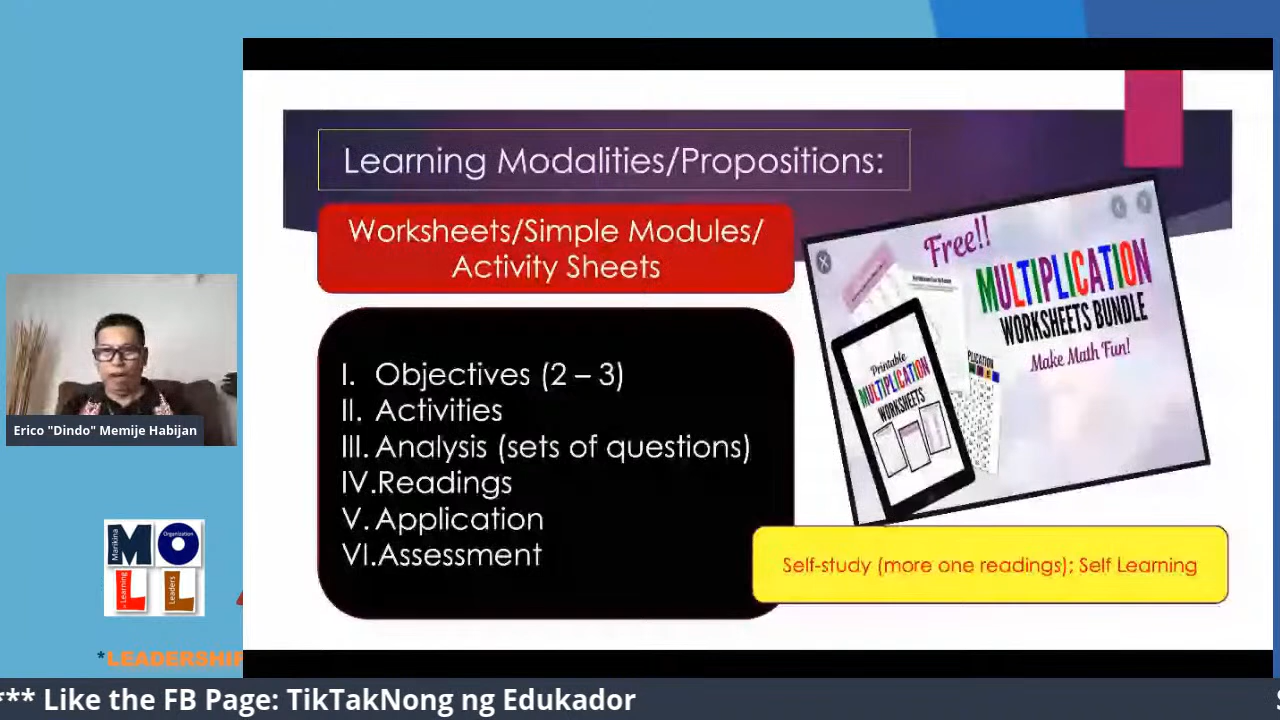 Learning Modalities/Propositions:
Worksheets/Simple Modules/
Activity Sheets
I. Objectives (2 – 3)
II. Activities
III. Analysis (sets of questions)
IV.Readings
V. Application
VI.Assessment
Free!!
MULTIPLICATION
WORKSHEETS BUNDLE
Make Math Fun!
Printable
MULTIPLICATION
WORKSHEETS
Self-study (more one readings); Self Learning
Erico "Dindo" Memije Habijan
Marikina
Organization
M O
L L
Learning
Leaders
*LEADERSHI
*** Like the FB Page: TikTakNong ng Edukador